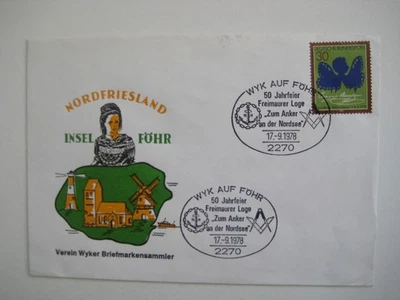 NORDFRIESLAND
INSEL FÖHR
Verein Wyker Briefmarkensammler
30
WYK AUF FÖHR
50 Jahrfeier
Freimaurer Loge
„Zum Anker
an der Nordsee"
17.-9.1978
2270
WYK AUF FÖHR
50 Jahrfeier
Freimaurer Loge
„Zum Anker
an der Nordsee"
17.-9.1978
2270